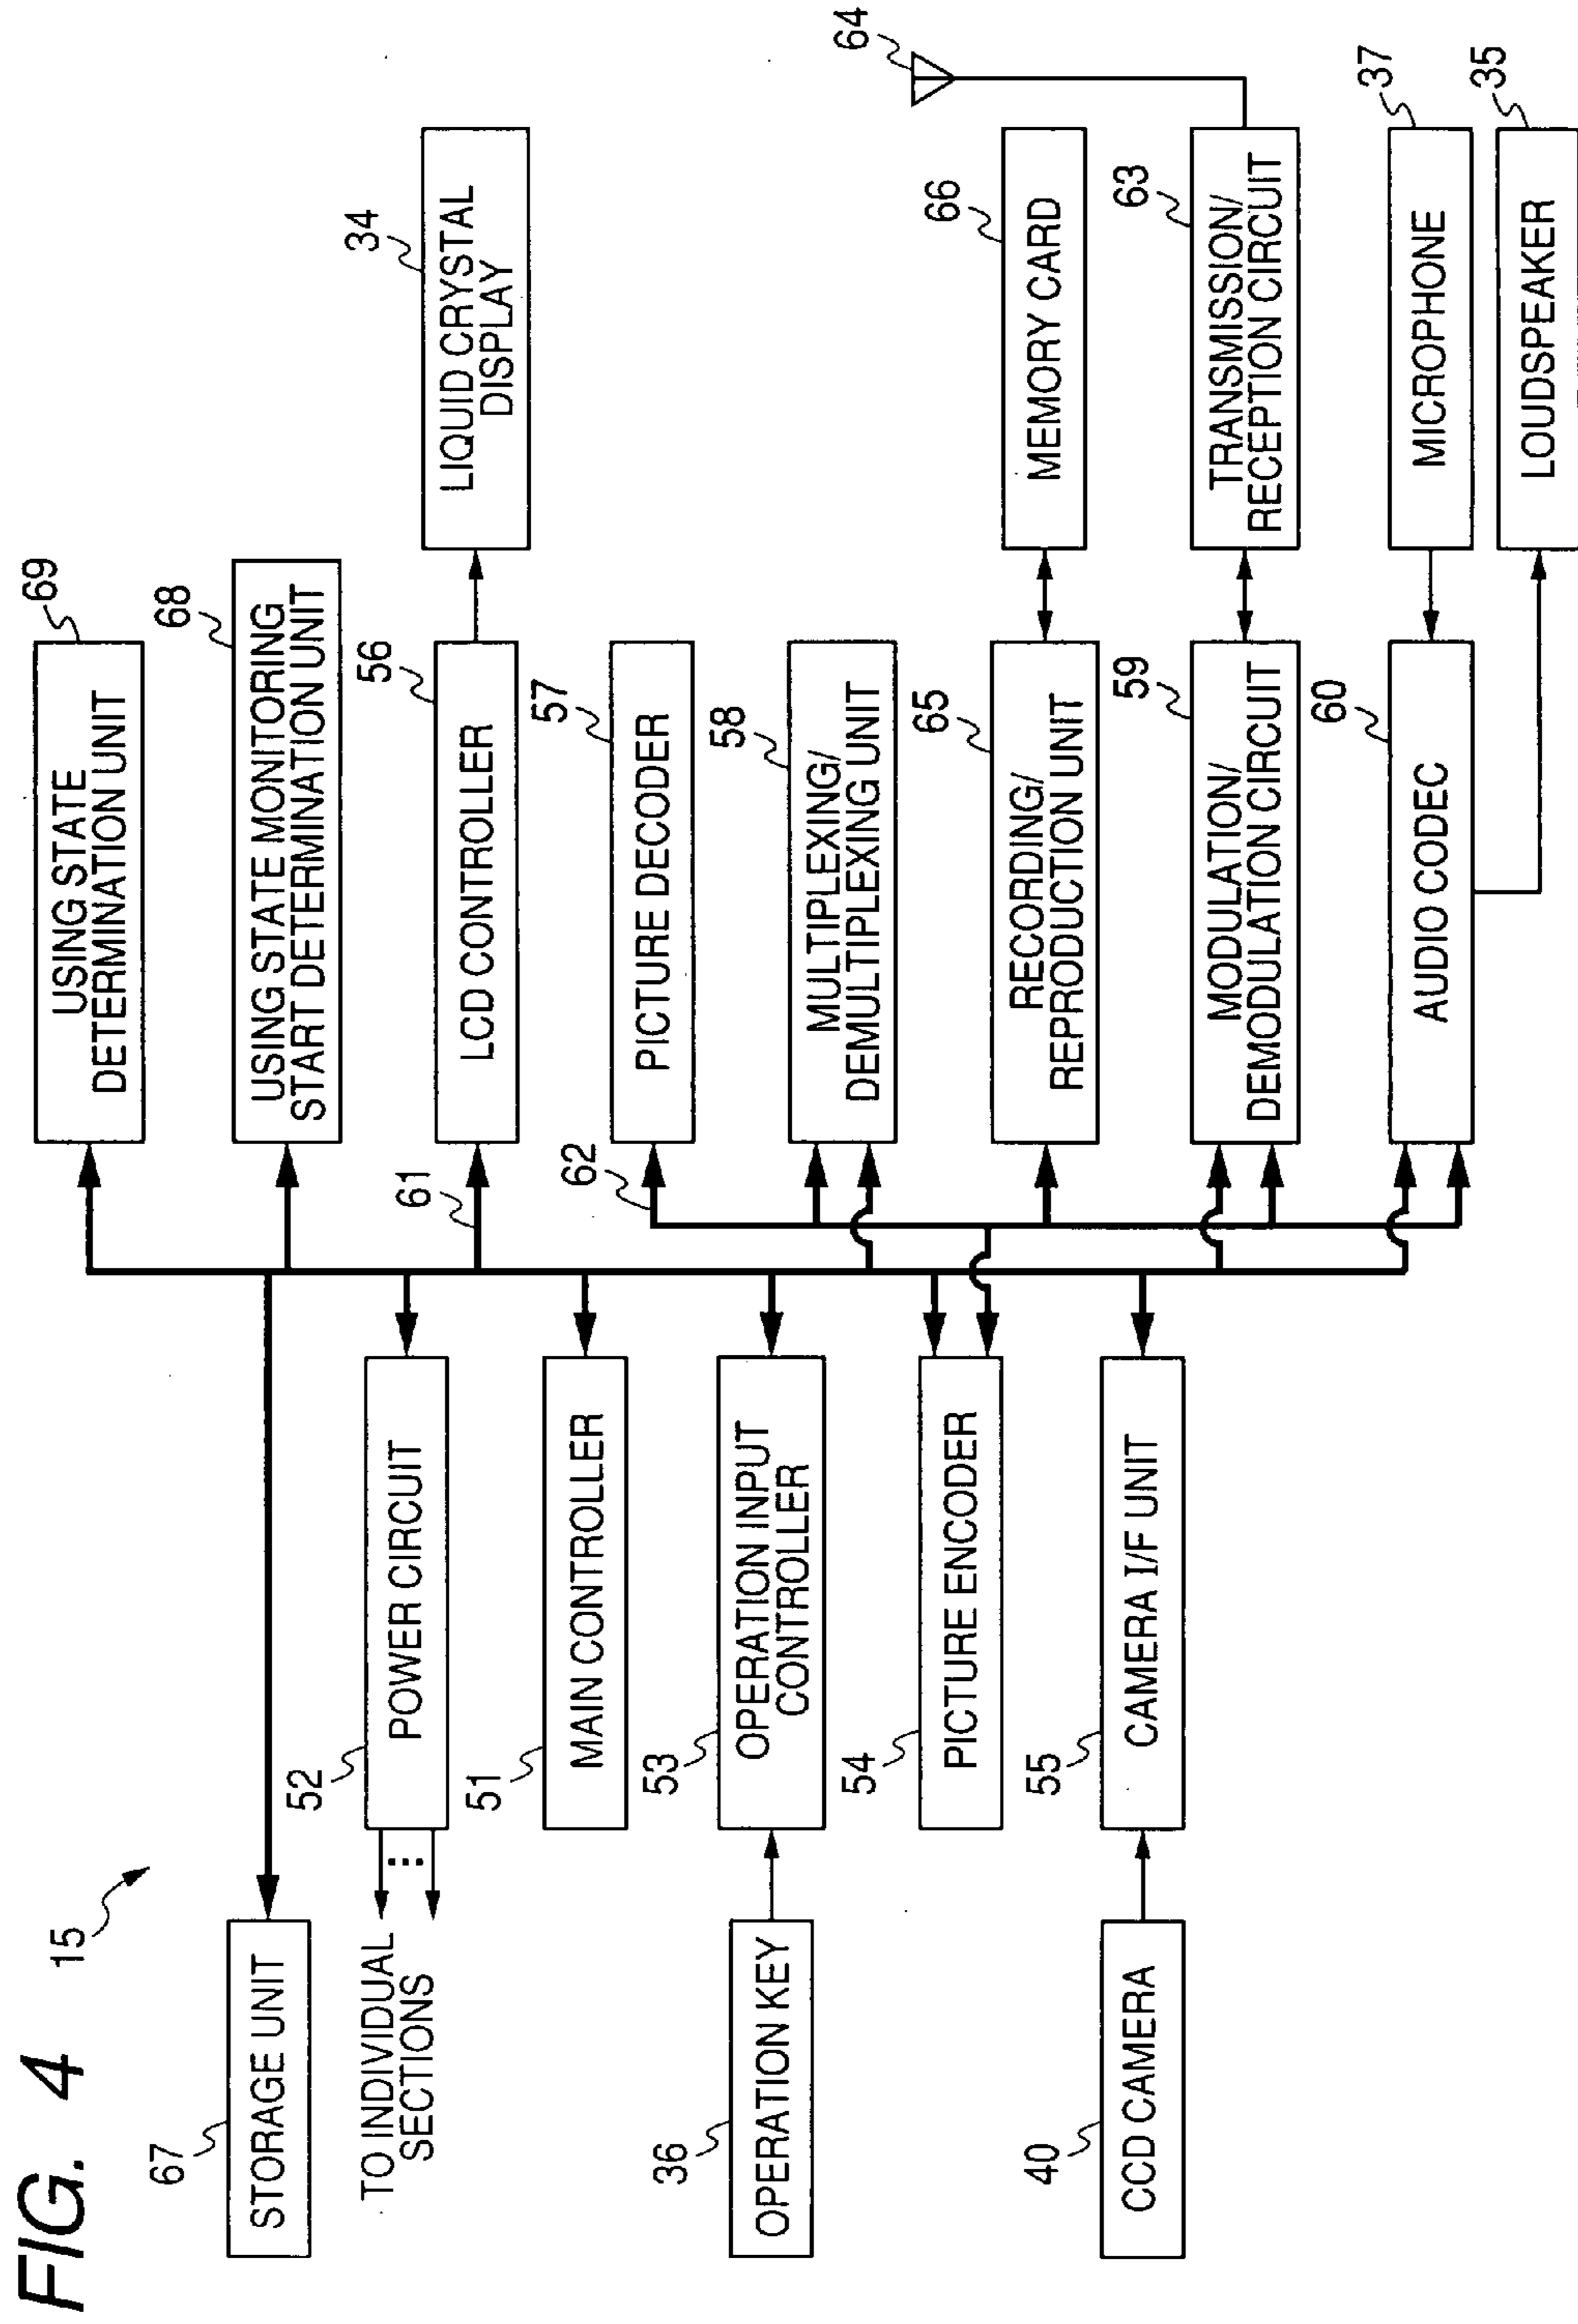 FIG. 4
15
67
STORAGE UNIT
TO INDIVIDUAL
SECTIONS
36
OPERATION KEY
40
CCD CAMERA
52
POWER CIRCUIT
51
MAIN CONTROLLER
53
OPERATION INPUT
CONTROLLER
54
PICTURE ENCODER
55
CAMERA I/F UNIT
61
62
69
USING STATE
DETERMINATION UNIT
68
USING STATE MONITORING
START DETERMINATION UNIT
56
LCD CONTROLLER
57
PICTURE DECODER
58
MULTIPLEXING/
DEMULTIPLEXING UNIT
65
RECORDING/
REPRODUCTION UNIT
59
MODULATION/
DEMODULATION CIRCUIT
60
AUDIO CODEC
34
LIQUID CRYSTAL
DISPLAY
66
MEMORY CARD
64
63
TRANSMISSION/
RECEPTION CIRCUIT
37
MICROPHONE
35
LOUDSPEAKER